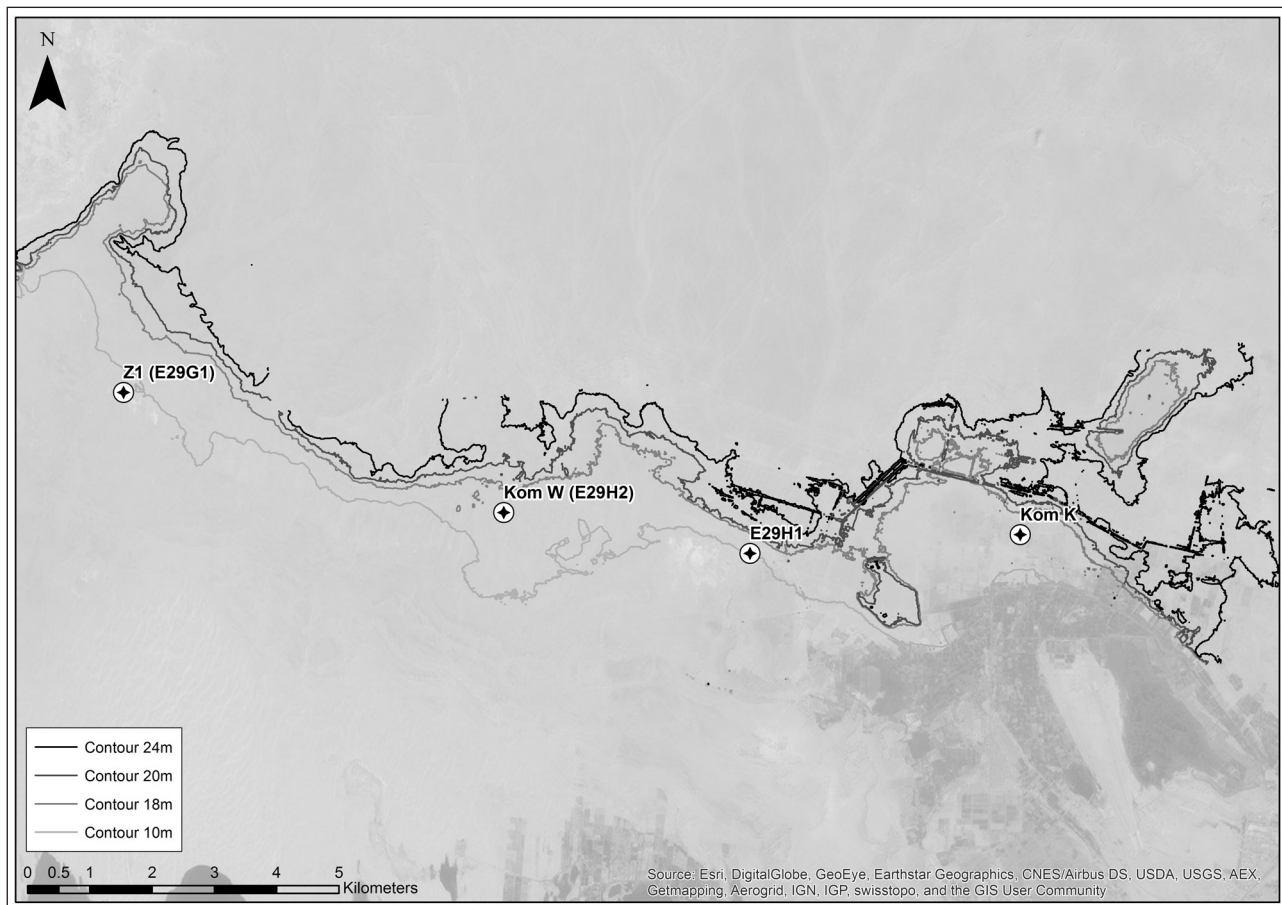 N
Z1 (E29G1)
Kom W (E29H2)
E29H1
Kom K
Contour 24m
Contour 20m
Contour 18m
Contour 10m
0 0.5 1 2 3 4 5
Kilometers
Source: Esri, DigitalGlobe, GeoEye, Earthstar Geographics, CNES/Airbus DS, USDA, USGS, AEX,
Getmapping, Aerogrid, IGN, IGP, swisstopo, and the GIS User Community